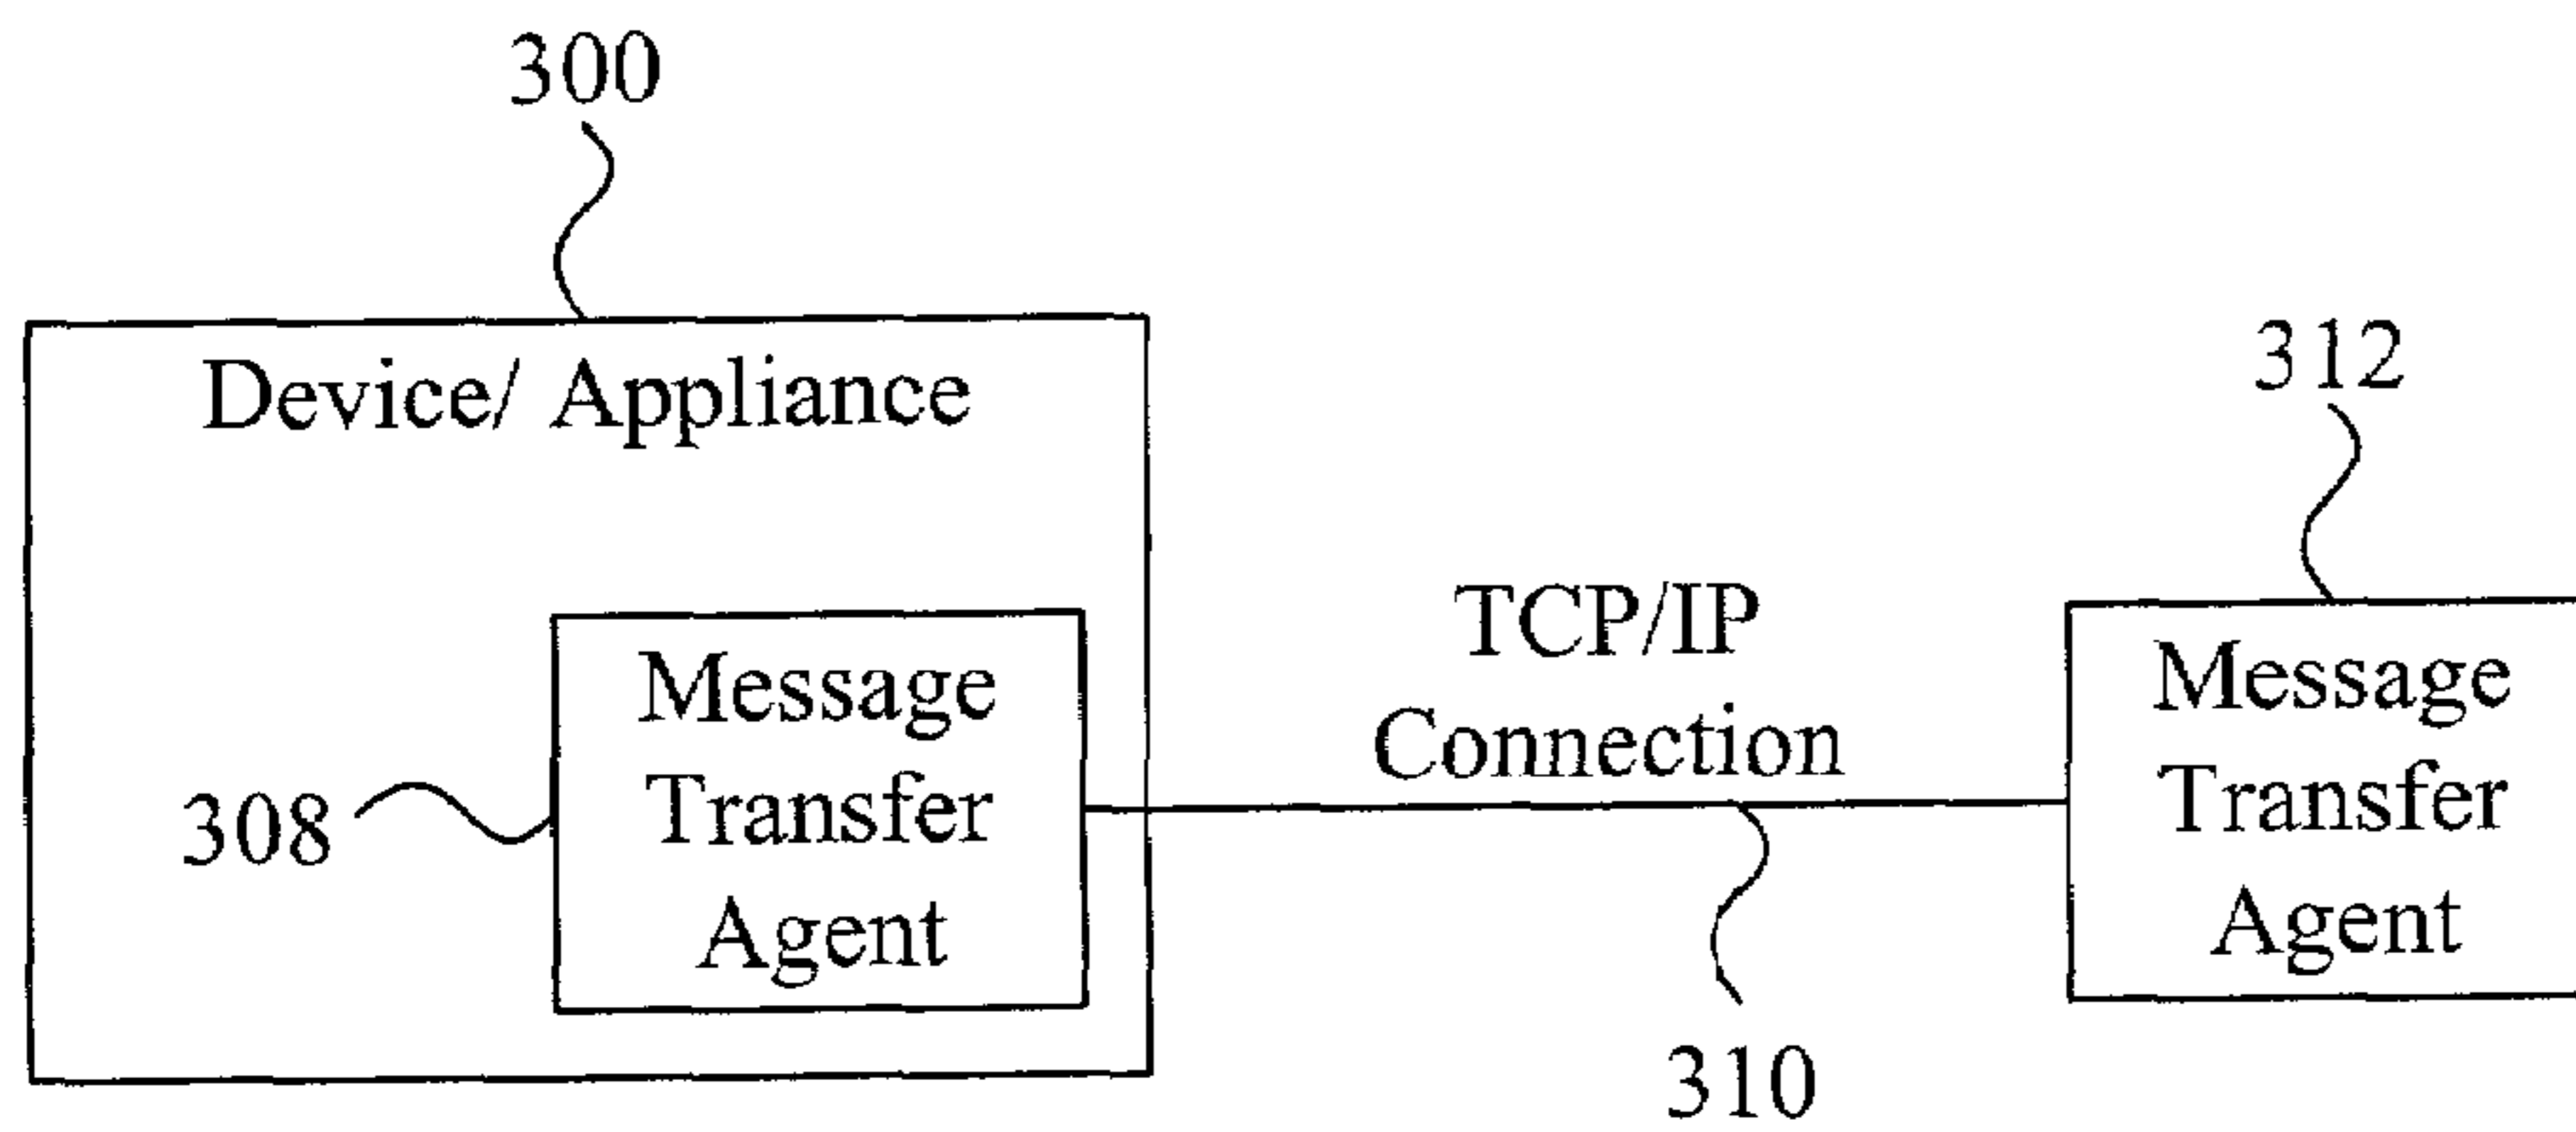 300
Device/ Appliance
312
TCP/IP
Connection
Message
Transfer
Agent
308
Message
Transfer
Agent
310